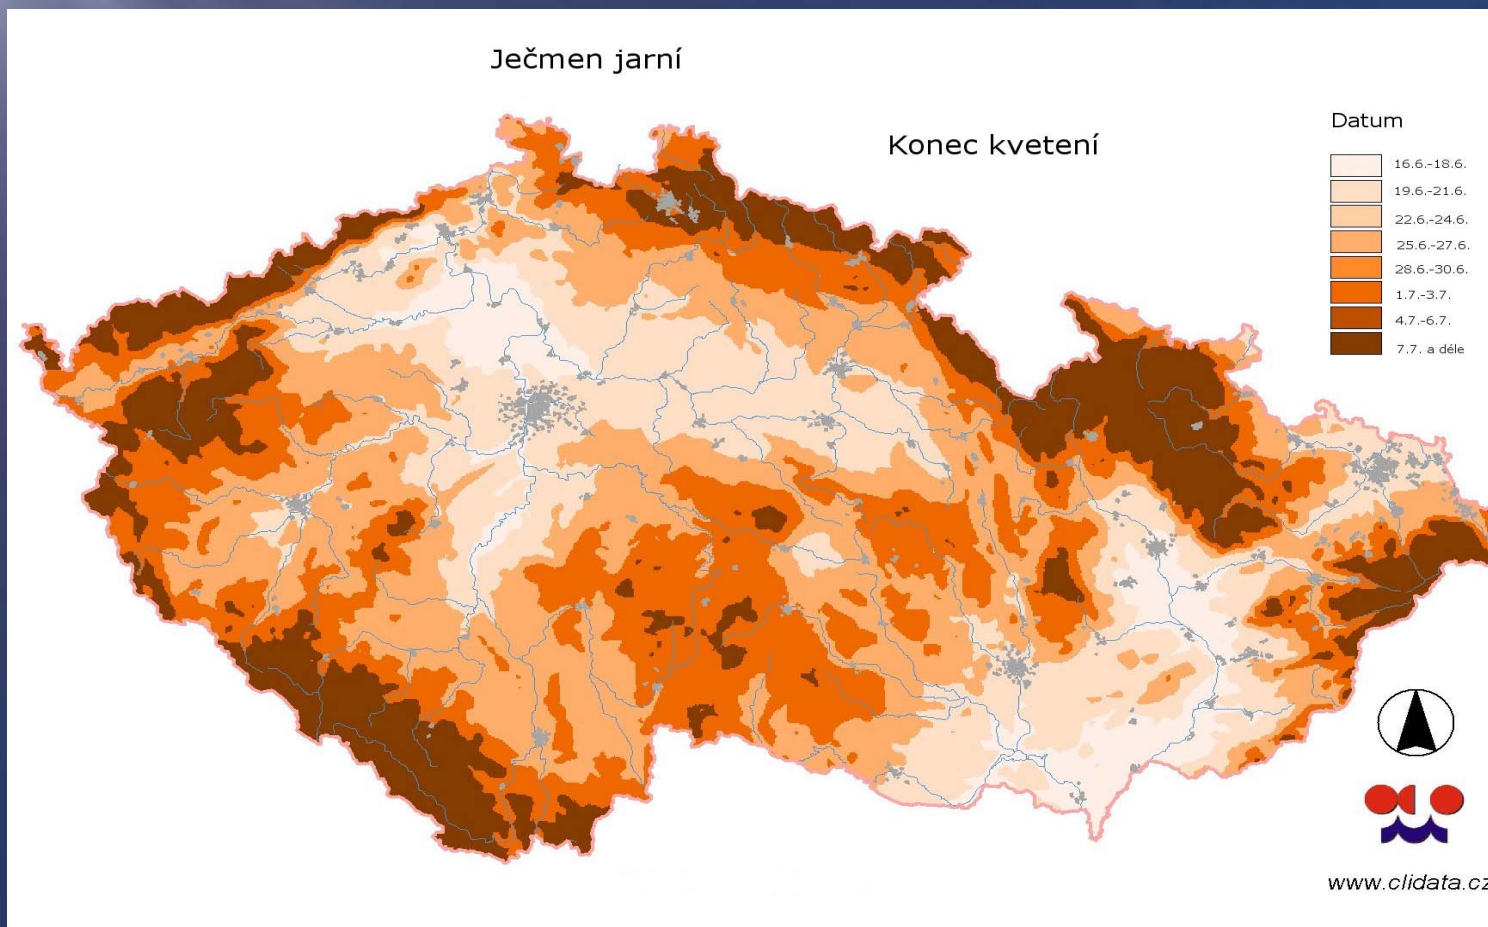 Ječmen jarní
Konec kvetení
Datum
16.6.-18.6.
19.6.-21.6.
22.6.-24.6.
25.6.-27.6.
28.6.-30.6.
1.7.-3.7.
4.7.-6.7.
7.7. a déle
www.clidata.cz